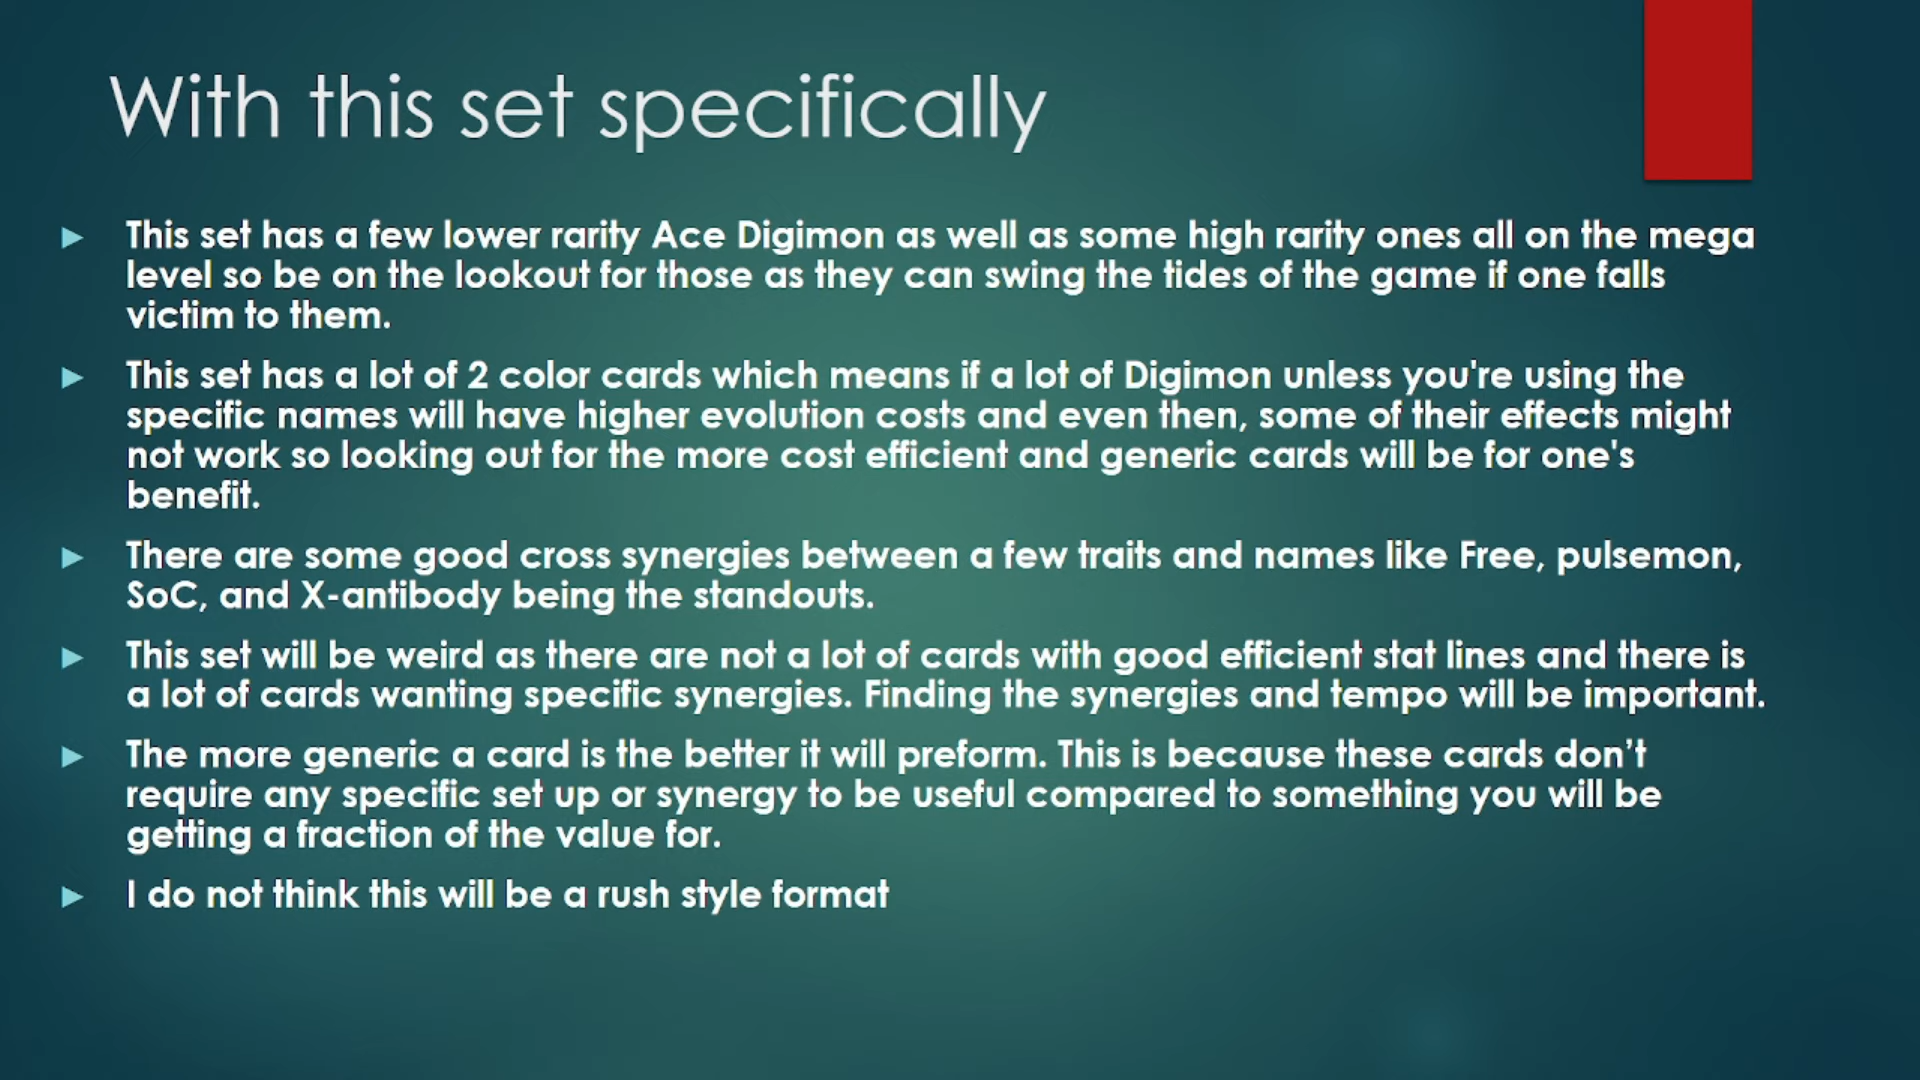 With this set specifically
This set has a few lower rarity Ace Digimon as well as some high rarity ones all on the mega
level so be on the lookout for those as they can swing the tides of the game if one falls
victim to them.
This set has a lot of 2 color cards which means if a lot of Digimon unless you're using the
specific names will have higher evolution costs and even then, some of their effects might
not work so looking out for the more cost efficient and generic cards will be for one's
benefit.
There are some good cross synergies between a few traits and names like Free, pulsemon,
SoC, and X-antibody being the standouts.
This set will be weird as there are not a lot of cards with good efficient stat lines and there is
a lot of cards wanting specific synergies. Finding the synergies and tempo will be important.
The more generic a card is the better it will preform. This is because these cards don’t
require any specific set up or synergy to be useful compared to something you will be
getting a fraction of the value for.
I do not think this will be a rush style format